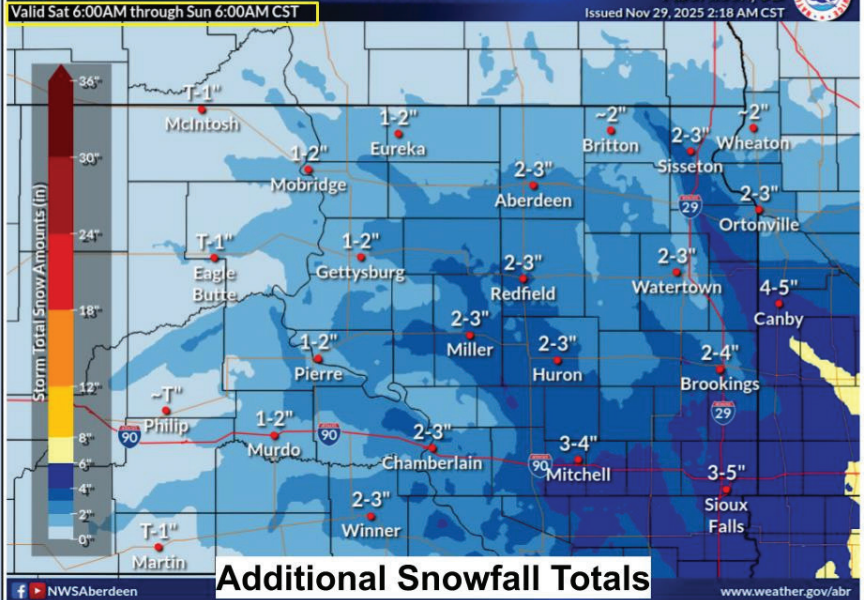 Valid Sat 6:00AM through Sun 6:00AM CST
Issued Nov 29, 2025 2:18 AM CST
Storm Total Snow Amounts (in)
36"
30"
24"
18"
12"
8"
6"
4"
2"
0"
T-1"
McIntosh
1-2"
Eureka
~2"
Britton
2-3"
Sisseton
~2"
Wheaton
1-2"
Mobridge
2-3"
Aberdeen
29
2-3"
Ortonville
T-1"
Eagle
Butte
1-2"
Gettysburg
2-3"
Redfield
2-3"
Watertown
4-5"
Canby
1-2"
Pierre
2-3"
Miller
2-3"
Huron
2-4"
Brookings
~T"
Philip
90
1-2"
Murdo
90
2-3"
Chamberlain
90
3-4"
Mitchell
29
3-5"
Sioux
Falls
2-3"
Winner
T-1"
Martin
Additional Snowfall Totals
NWSAberdeen
www.weather.gov/abr